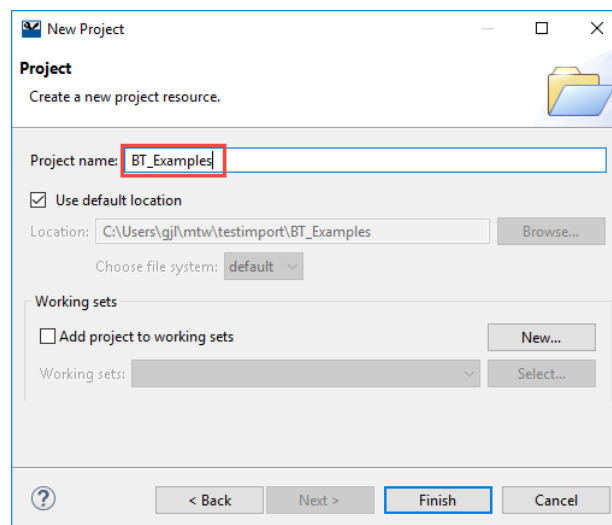 New Project
Project
Create a new project resource.
Project name: BT_Examples
Use default location
Location: C:\Users\gjl\mtw\testimport\BT_Examples Browse...
Choose file system: default
Working sets
Add project to working sets New...
Working sets: Select...
? < Back Next > Finish Cancel